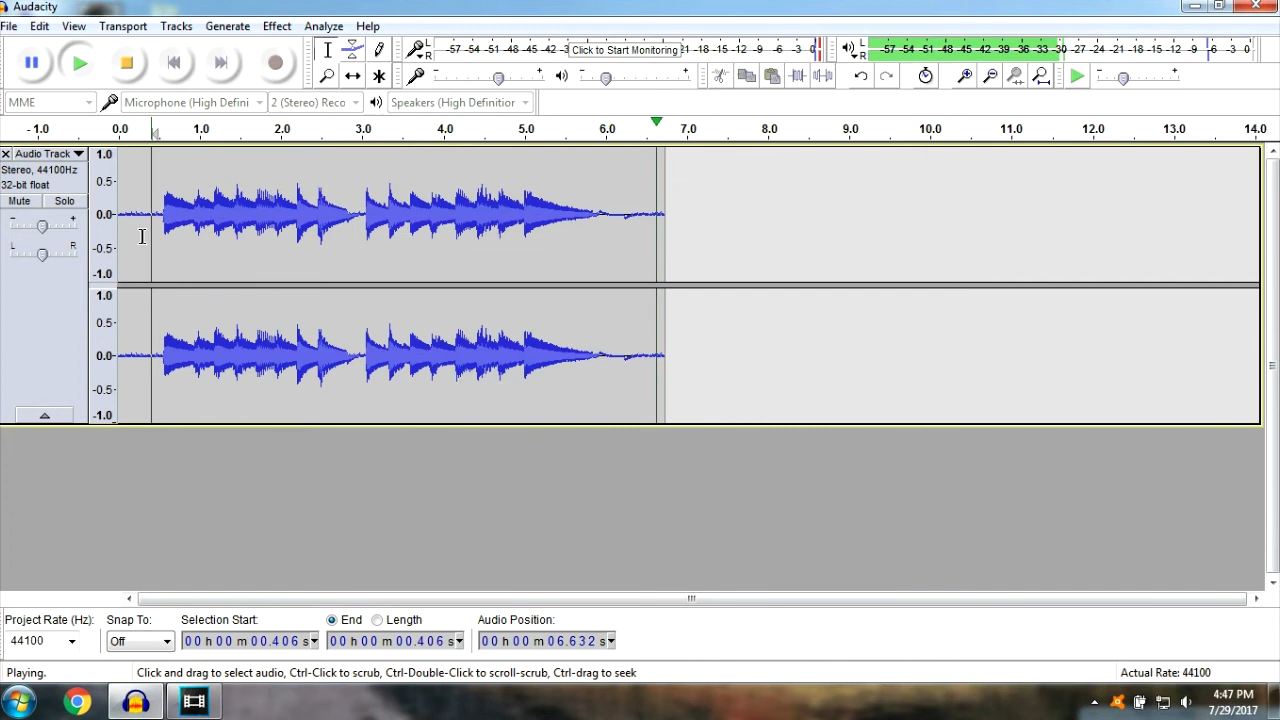 Audacity
File Edit View Transport Tracks Generate Effect Analyze Help
L R -57 -54 -51 -48 -45 -42 -3 Click to Start Monitoring 21 -18 -15 -12 -9 -6 -3 0
L R -57 -54 -51 -48 -45 -42 -39 -36 -33 -30 -27 -24 -21 -18 -15 -12 -9 -6 -3 0
MME Microphone (High Defini 2 (Stereo) Reco Speakers (High Definition
-1.0 0.0 1.0 2.0 3.0 4.0 5.0 6.0 7.0 8.0 9.0 10.0 11.0 12.0 13.0 14.0
Audio Track
Stereo, 44100Hz
32-bit float
Mute Solo
- +
L R
1.0
0.5
0.0
-0.5
-1.0
1.0
0.5
0.0
-0.5
-1.0
Project Rate (Hz): Snap To: Selection Start: End Length Audio Position:
44100 Off 00 h 00 m 00.406 s 00 h 00 m 00.406 s 00 h 00 m 06.632 s
Playing. Click and drag to select audio, Ctrl-Click to scrub, Ctrl-Double-Click to scroll-scrub, Ctrl-drag to seek Actual Rate: 44100
4:47 PM
7/29/2017